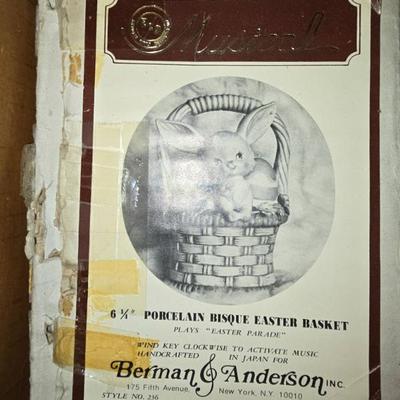 Musical
6 ¼" PORCELAIN BISQUE EASTER BASKET
PLAYS "EASTER PARADE"
WIND KEY CLOCKWISE TO ACTIVATE MUSIC
HANDCRAFTED IN JAPAN FOR
Berman & Anderson INC.
175 Fifth Avenue, New York, N.Y. 10010
STYLE NO. 256